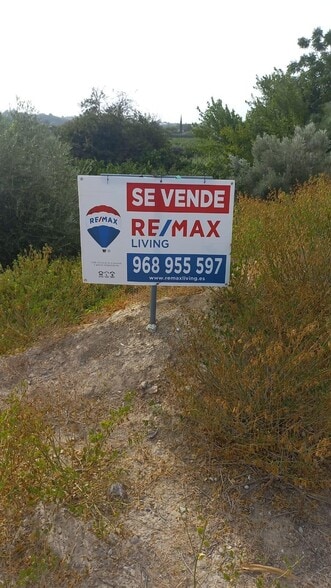 SE VENDE
RE/MAX
RE/MAX
LIVING
968 955 597
www.remaxliving.es